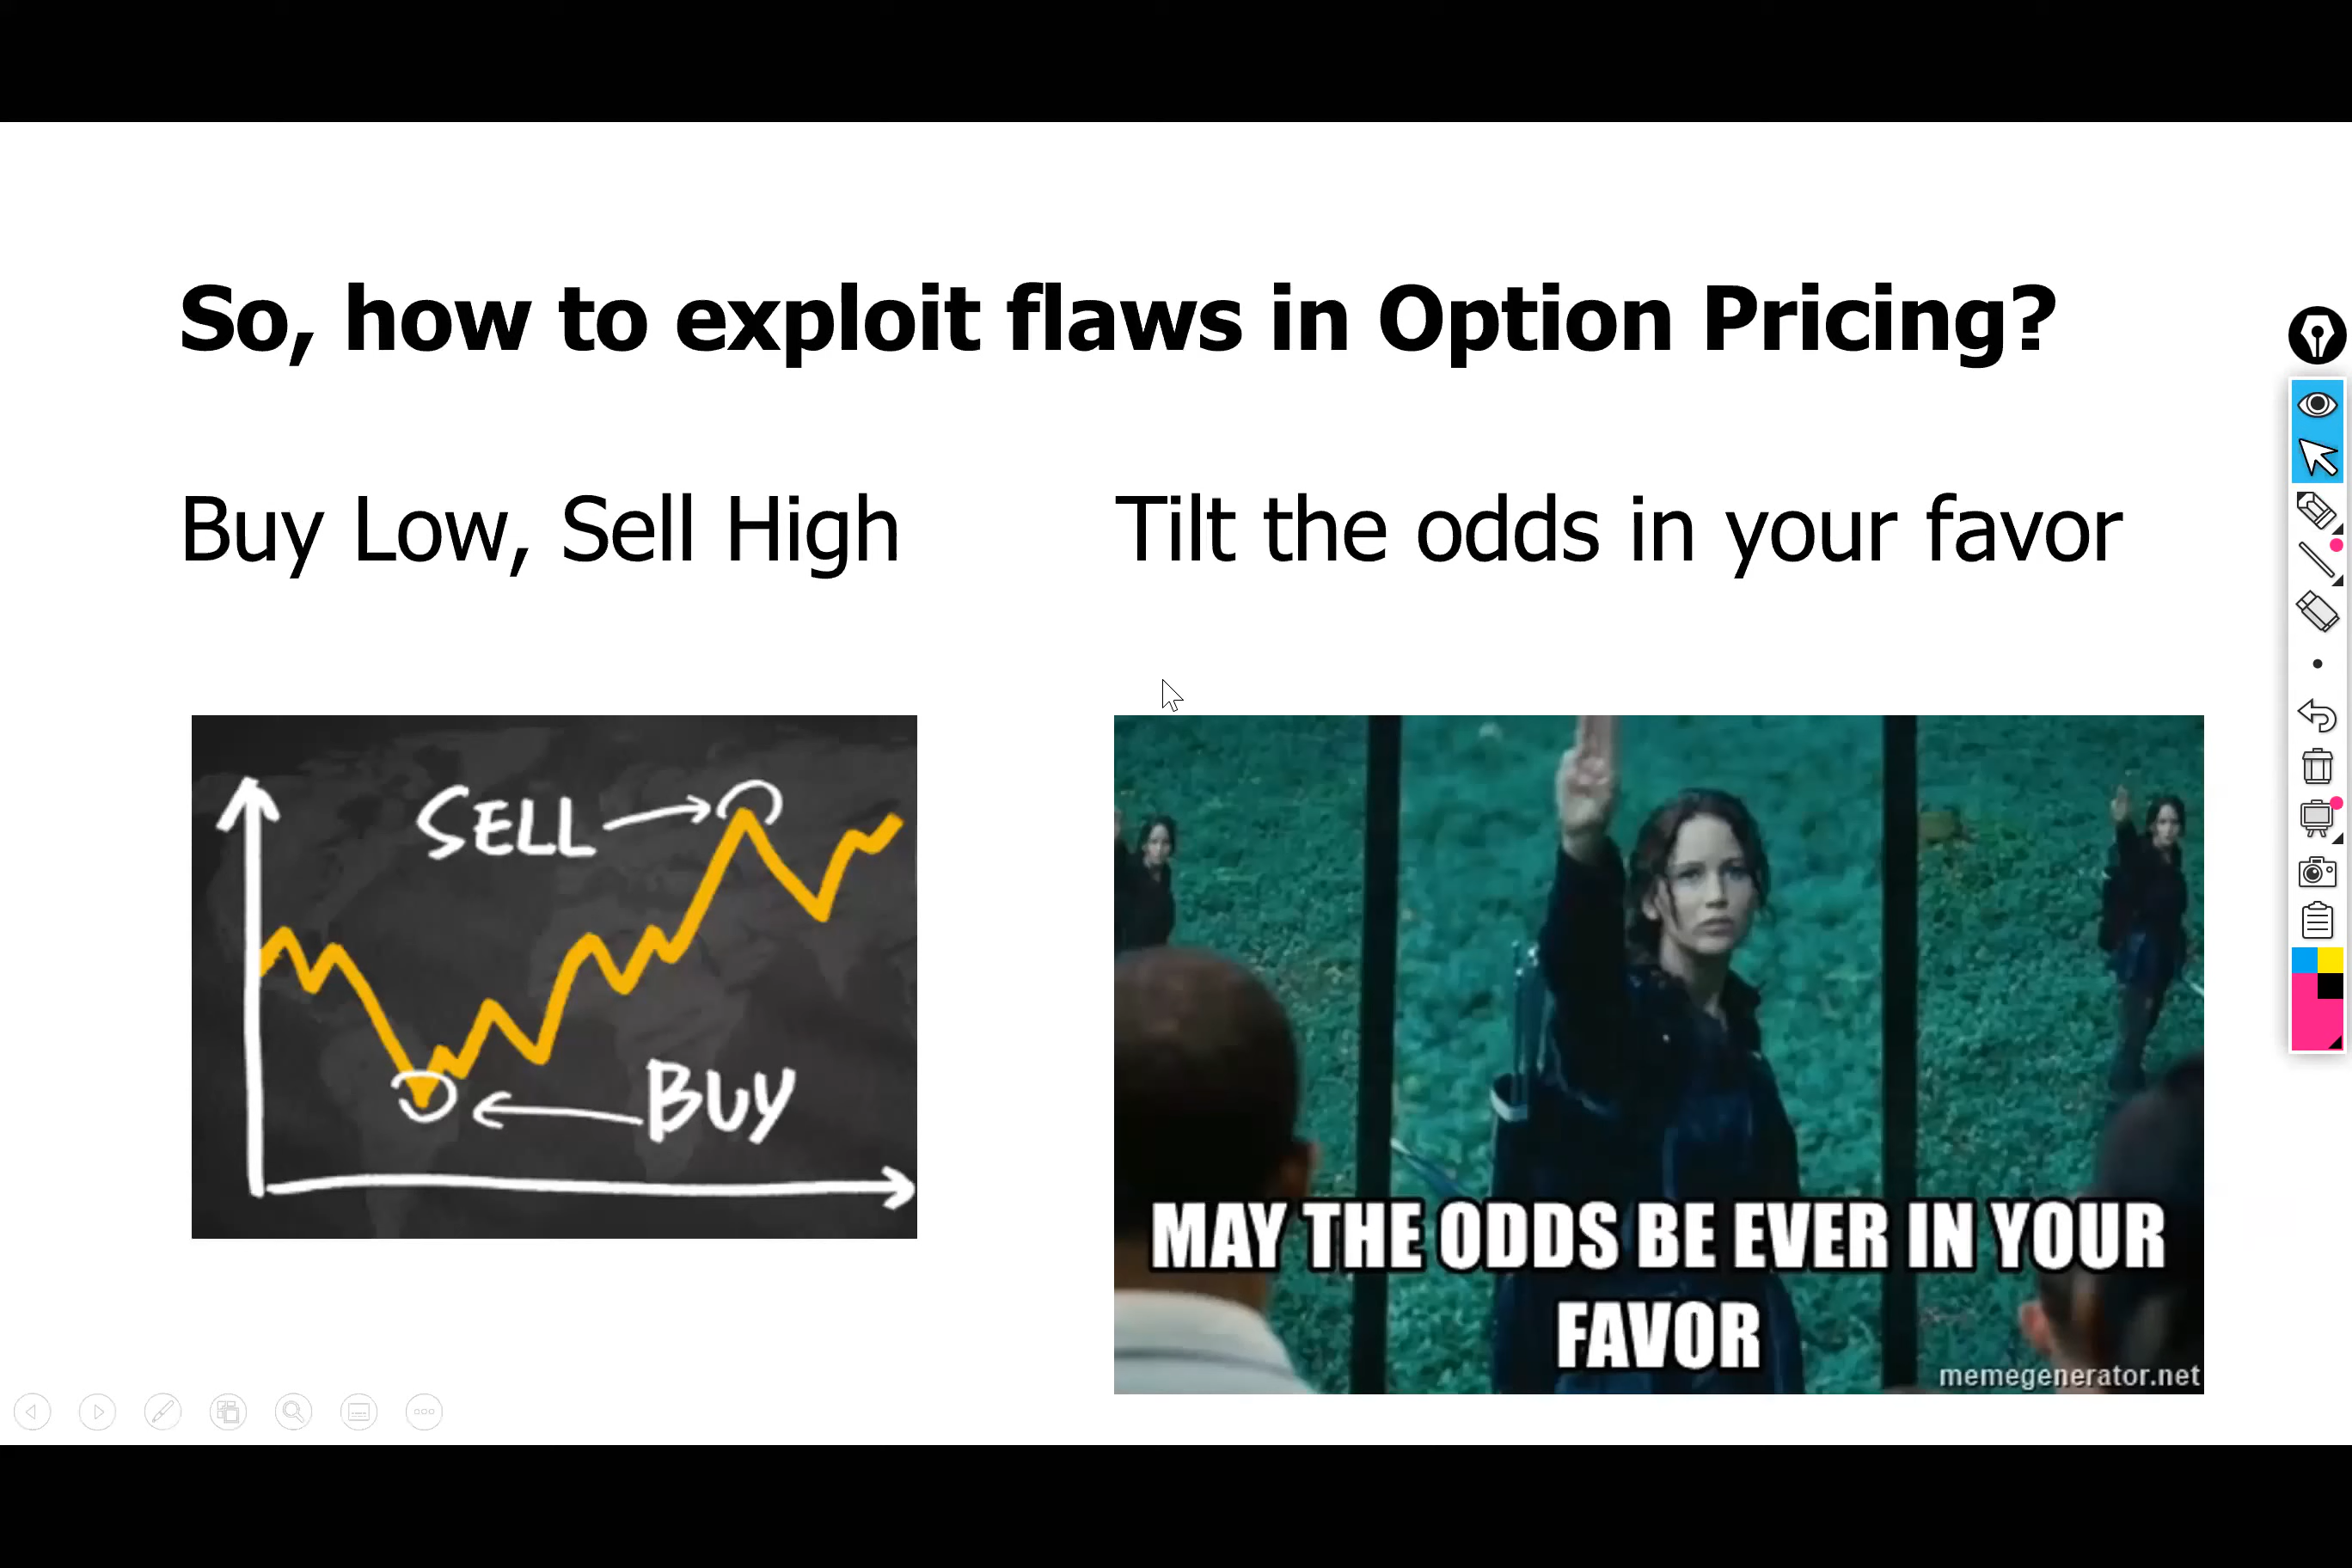 So, how to exploit flaws in Option Pricing?
Buy Low, Sell High
Tilt the odds in your favor
SELL
BUY
MAY THE ODDS BE EVER IN YOUR
FAVOR
memegenerator.net